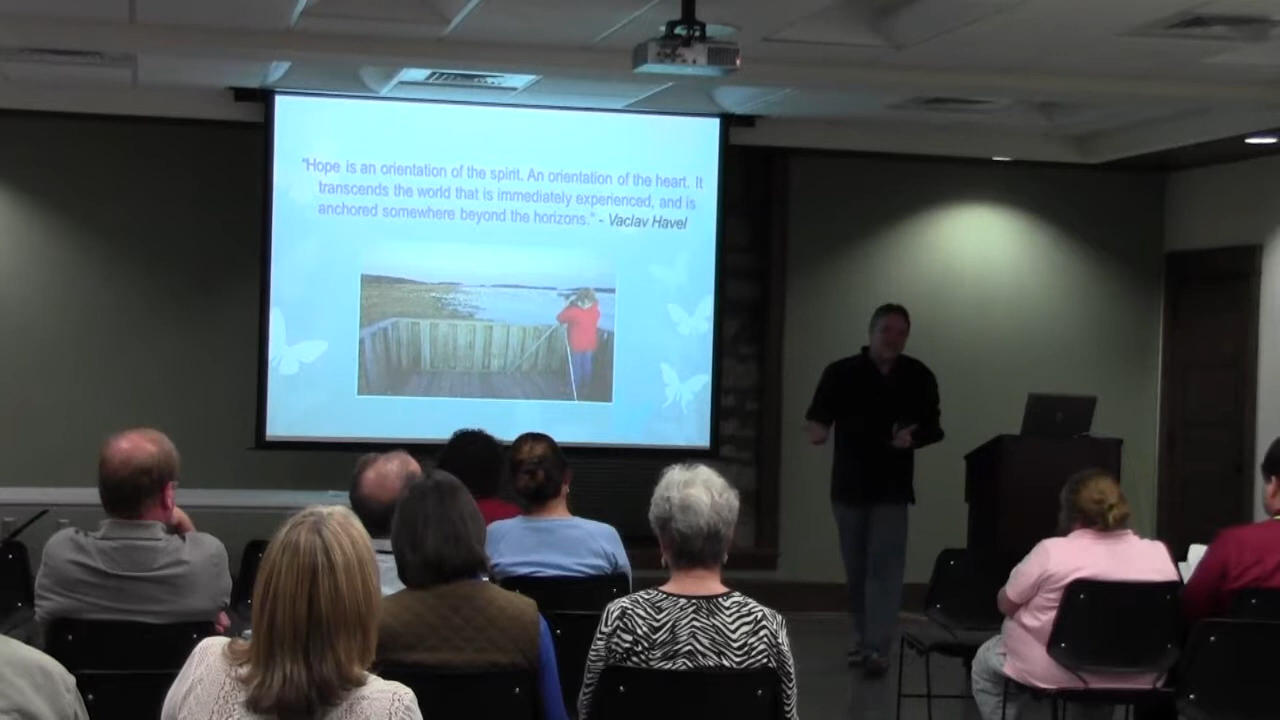 "Hope is an orientation of the spirit. An orientation of the heart. It
transcends the world that is immediately experienced, and is
anchored somewhere beyond the horizons." - Vaclav Havel